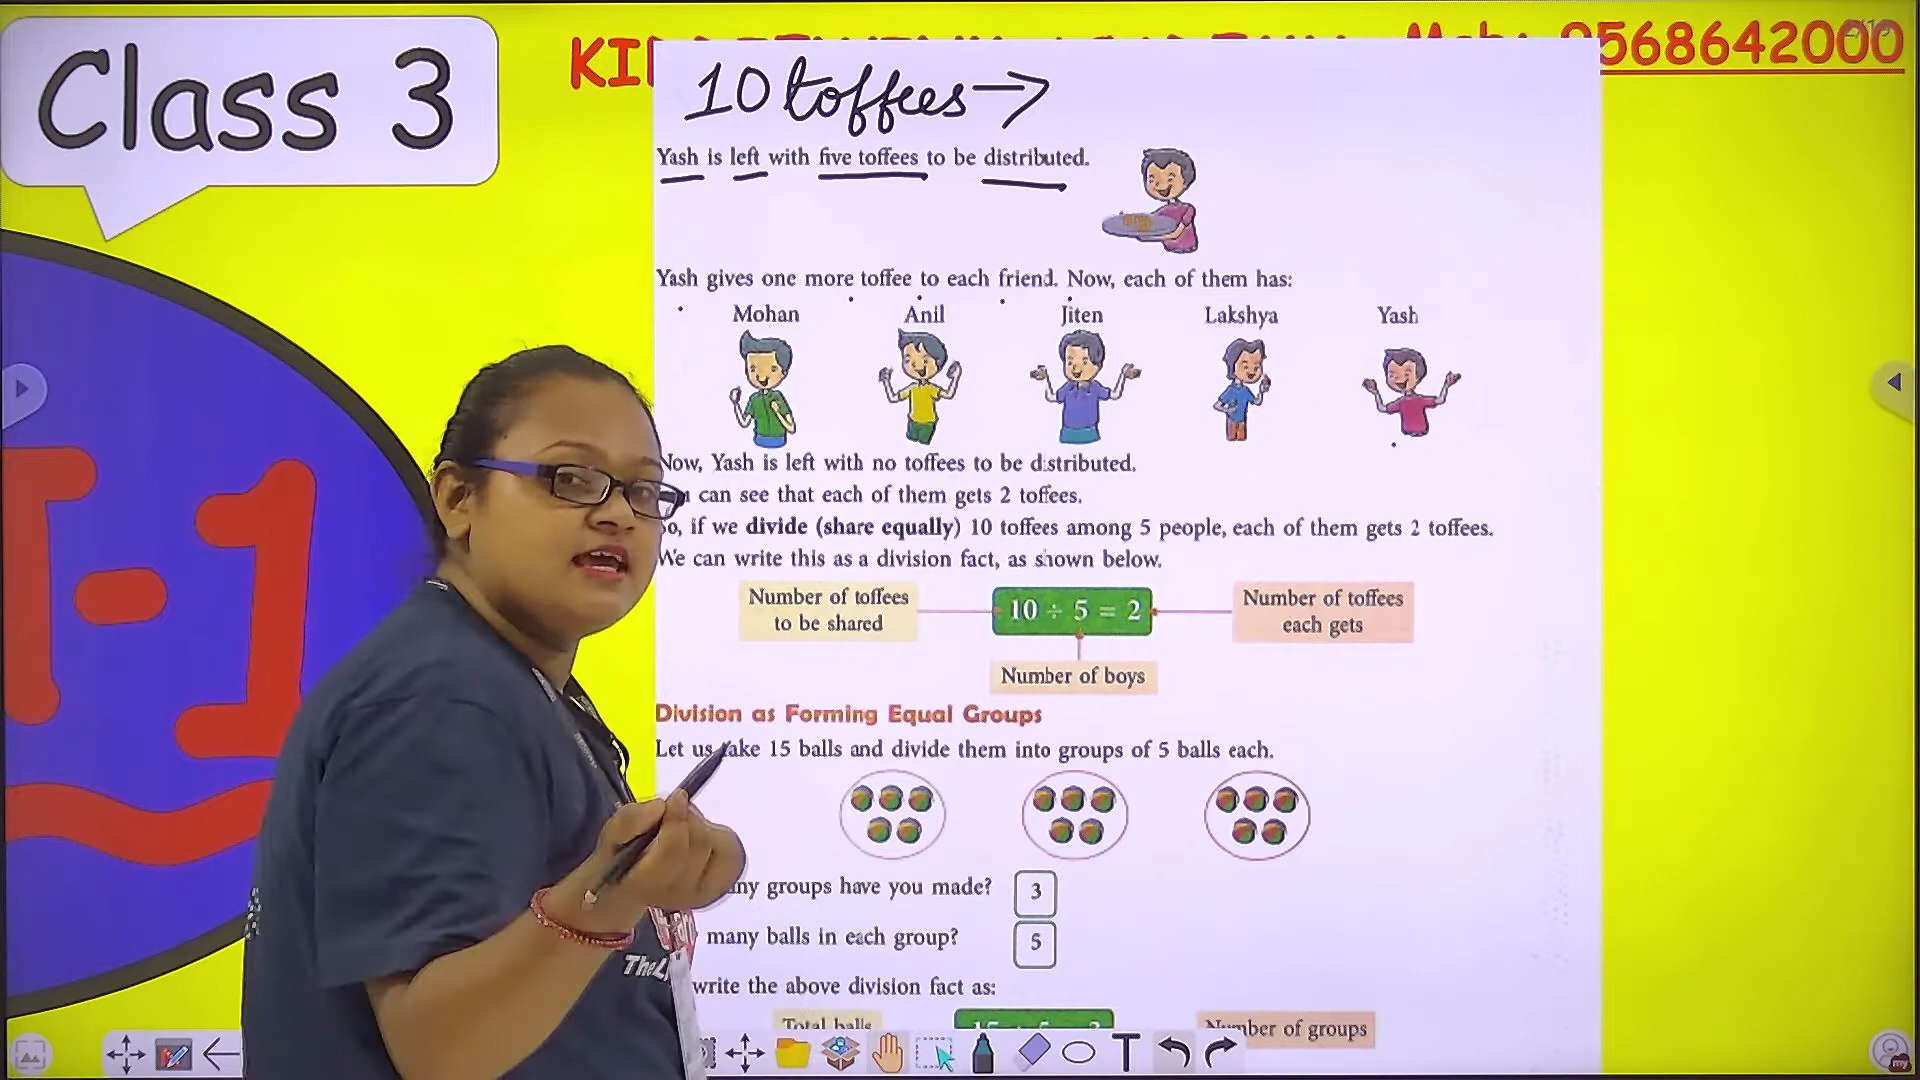 Class 3
Mob: 9568642000
10 toffees →
Yash is left with five toffees to be distributed.
Yash gives one more toffee to each friend. Now, each of them has:
Mohan Anil Jiten Lakshya Yash
Now, Yash is left with no toffees to be distributed.
can see that each of them gets 2 toffees.
So, if we divide (share equally) 10 toffees among 5 people, each of them gets 2 toffees.
We can write this as a division fact, as shown below.
Number of toffees to be shared
10 ÷ 5 = 2
Number of toffees each gets
Number of boys
Division as Forming Equal Groups
Let us take 15 balls and divide them into groups of 5 balls each.
groups have you made? 3
many balls in each group? 5
write the above division fact as:
Total balls
Number of groups
-1
T